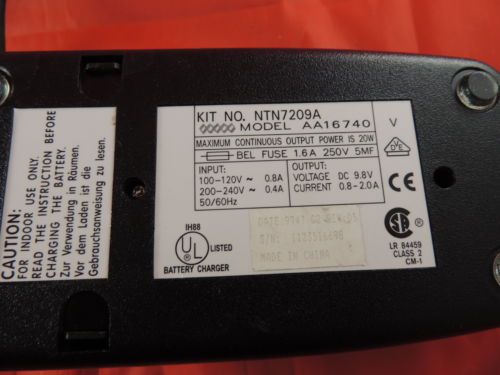 CAUTION:
FOR INDOOR USE ONLY.
READ THE INSTRUCTION BEFORE
CHARGING THE BATTERY.
Zur Verwendung in Räumen.
Vor dem Laden ist die
Gebrauchsanweisung zu lesen.
KIT NO. NTN7209A
MODEL AA16740
V
MAXIMUM CONTINUOUS OUTPUT POWER IS 20W
BEL FUSE 1.6A 250V 5MF
INPUT:
100-120V ~ 0.8A
200-240V ~ 0.4A
50/60Hz
OUTPUT:
VOLTAGE DC 9.8V
CURRENT 0.8-2.0A
DVE
CE
IH88
UL LISTED
BATTERY CHARGER
DATE:
S/N:
MADE IN CHINA
LR 84459
CLASS 2
CM-1